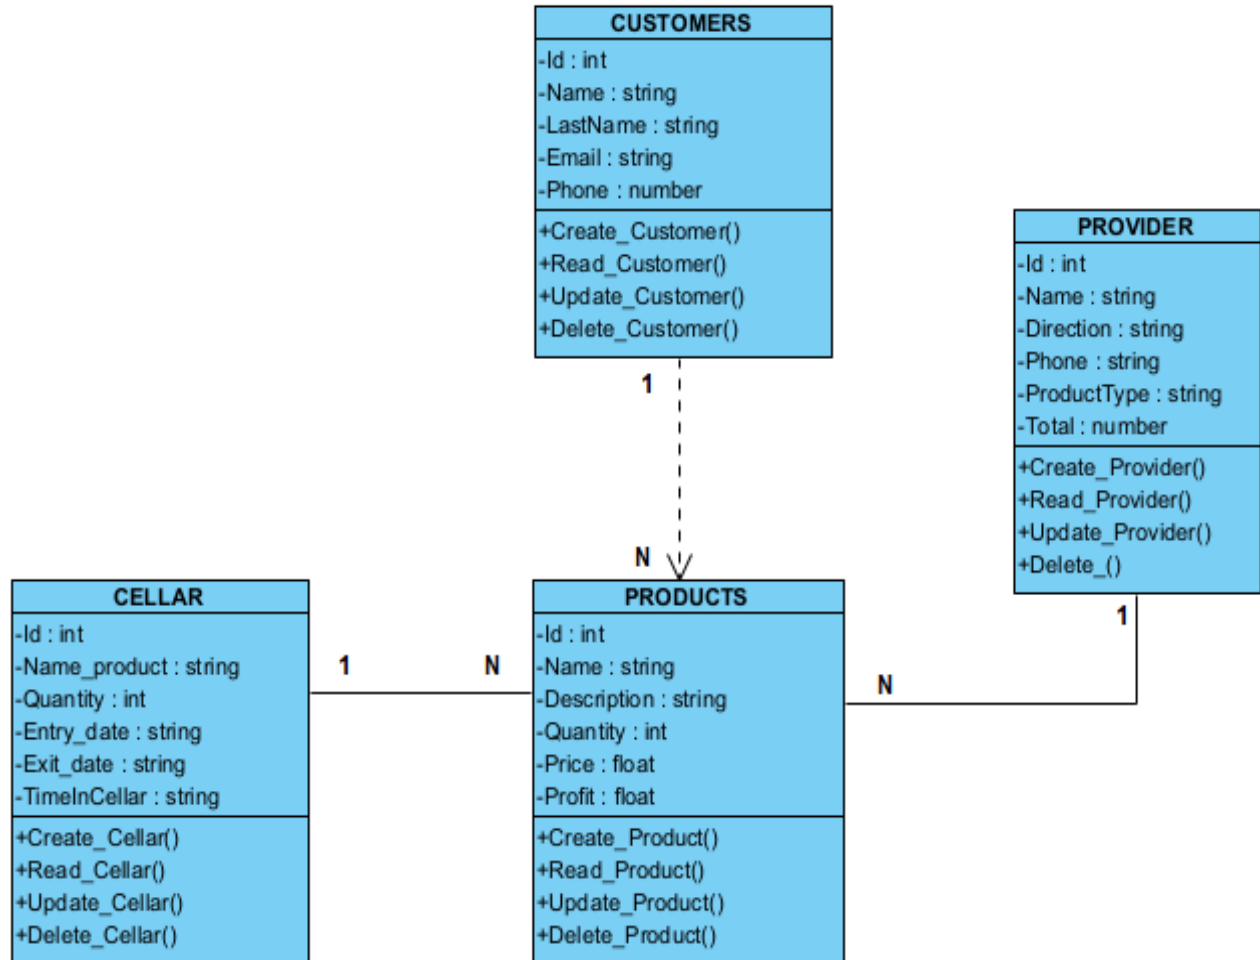 CUSTOMERS
-Id : int
-Name : string
-LastName : string
-Email : string
-Phone : number
+Create_Customer()
+Read_Customer()
+Update_Customer()
+Delete_Customer()
PROVIDER
-Id : int
-Name : string
-Direction : string
-Phone : string
-ProductType : string
-Total : number
+Create_Provider()
+Read_Provider()
+Update_Provider()
+Delete_()
1
N
1
CELLAR
-Id : int
-Name_product : string
-Quantity : int
-Entry_date : string
-Exit_date : string
-TimeInCellar : string
+Create_Cellar()
+Read_Cellar()
+Update_Cellar()
+Delete_Cellar()
1
N
PRODUCTS
-Id : int
-Name : string
-Description : string
-Quantity : int
-Price : float
-Profit : float
+Create_Product()
+Read_Product()
+Update_Product()
+Delete_Product()
N